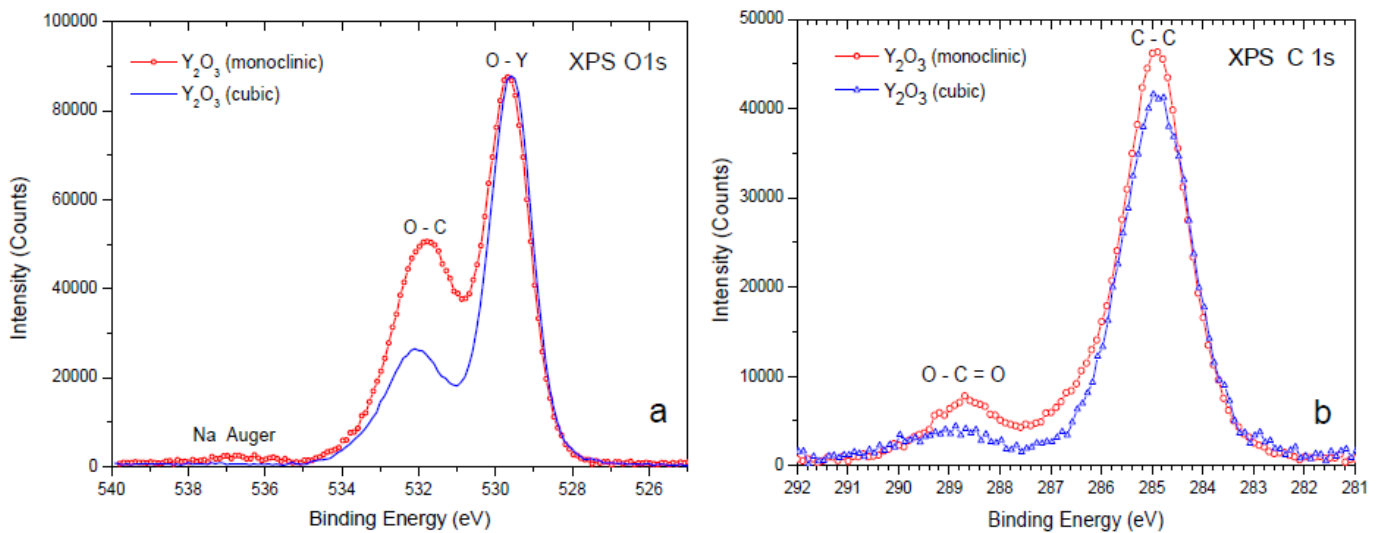 Y2O3 (monoclinic)
Y2O3 (cubic)
O - Y
XPS O1s
O - C
Na Auger
a
100000
80000
60000
40000
20000
0
540 538 536 534 532 530 528 526
Binding Energy (eV)
Intensity (Counts)
Y2O3 (monoclinic)
Y2O3 (cubic)
C - C
XPS C 1s
O - C = O
b
50000
40000
30000
20000
10000
0
292 291 290 289 288 287 286 285 284 283 282 281
Binding Energy (eV)
Intensity (Counts)